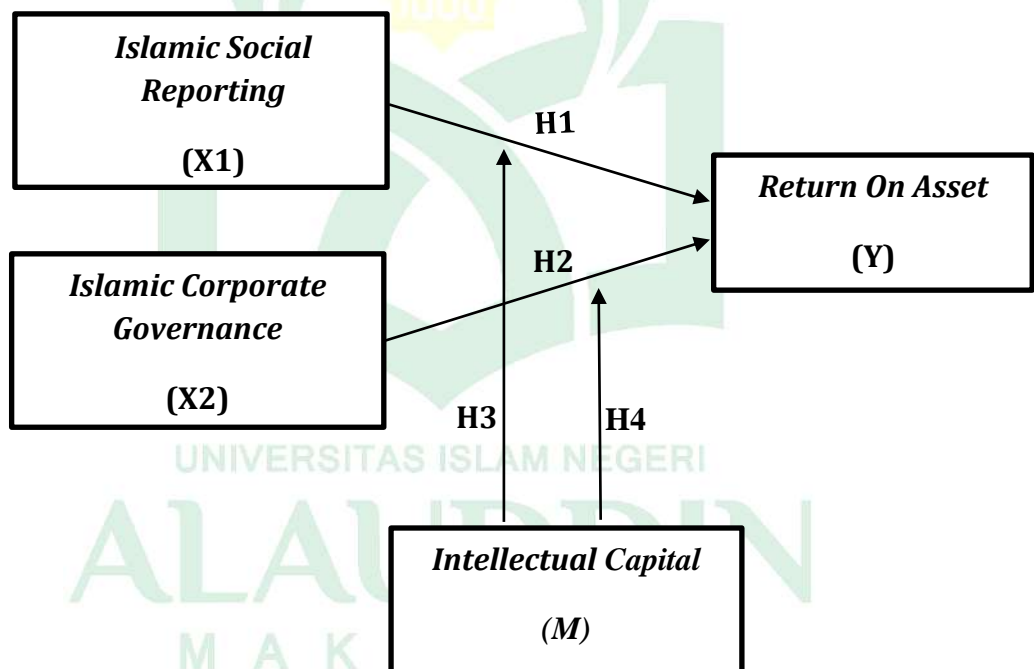 Islamic Social
Reporting
(X1)
H1
Return On Asset
(Y)
Islamic Corporate
Governance
(X2)
H2
H3
H4
UNIVERSITAS ISLAM NEGERI
ALAUDDIN
M A K
Intellectual Capital
(M)